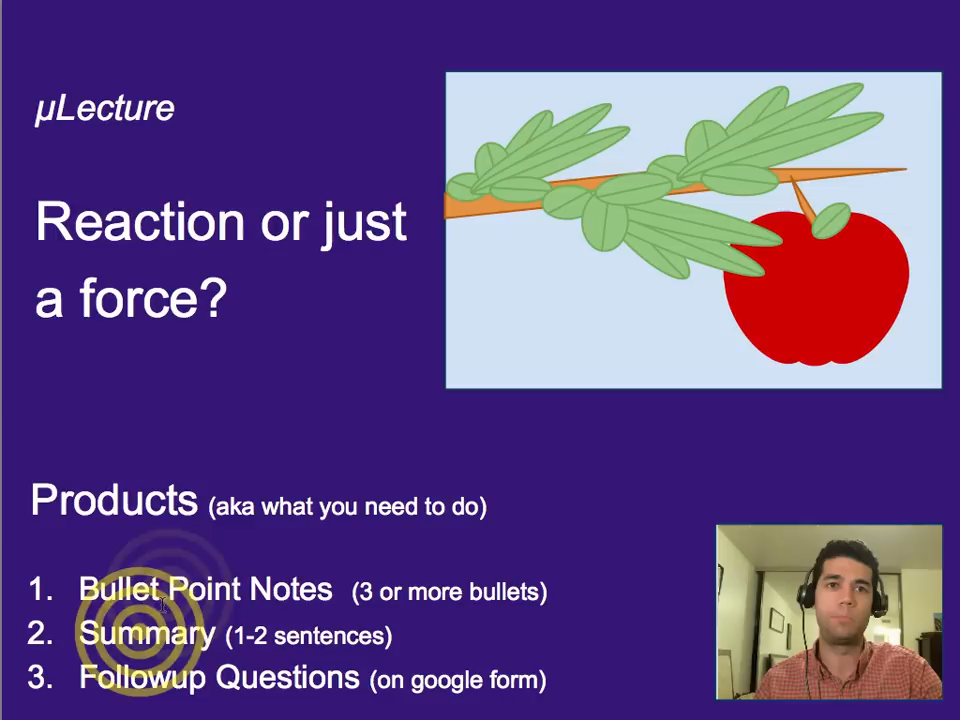 µLecture
Reaction or just
a force?
Products (aka what you need to do)
1. Bullet Point Notes (3 or more bullets)
2. Summary (1-2 sentences)
3. Followup Questions (on google form)